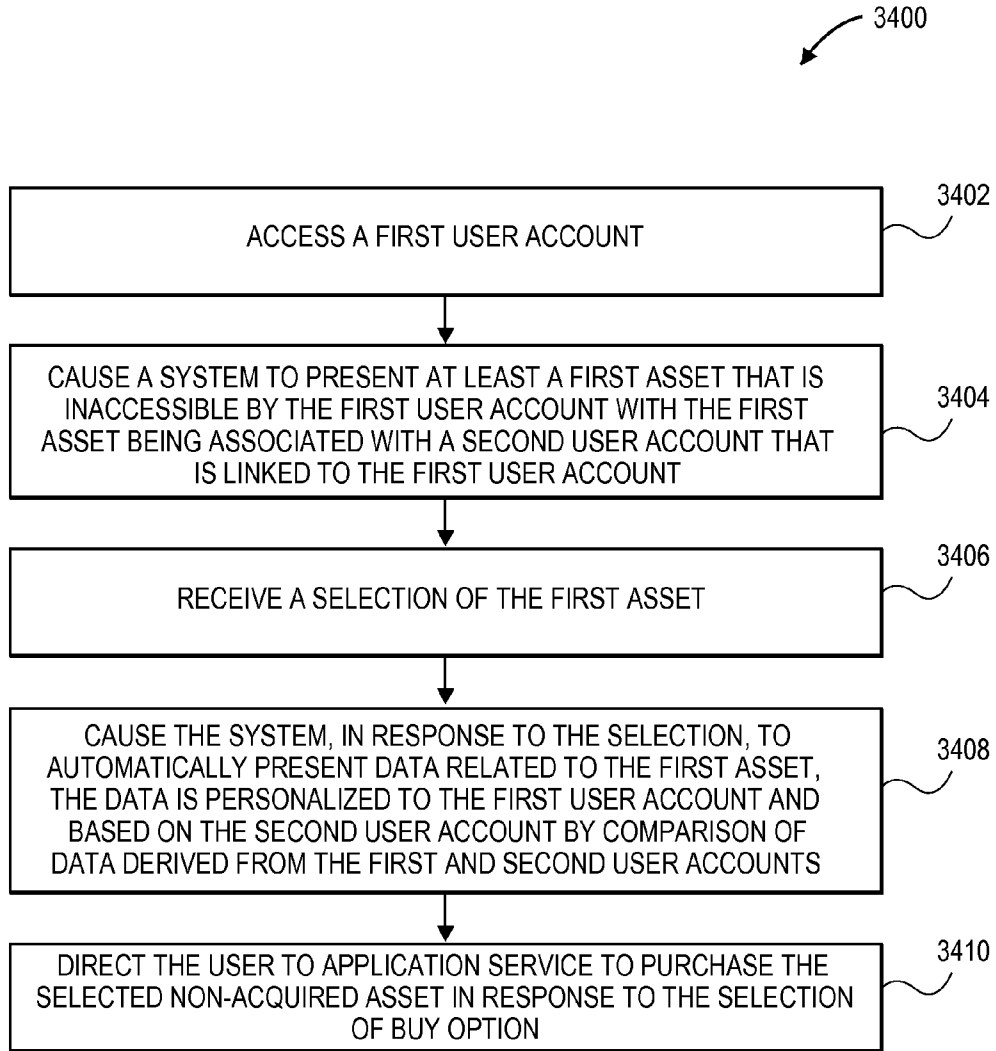 3400
3402
ACCESS A FIRST USER ACCOUNT
CAUSE A SYSTEM TO PRESENT AT LEAST A FIRST ASSET THAT IS
INACCESSIBLE BY THE FIRST USER ACCOUNT WITH THE FIRST
ASSET BEING ASSOCIATED WITH A SECOND USER ACCOUNT THAT
IS LINKED TO THE FIRST USER ACCOUNT
3404
3406
RECEIVE A SELECTION OF THE FIRST ASSET
CAUSE THE SYSTEM, IN RESPONSE TO THE SELECTION, TO
AUTOMATICALLY PRESENT DATA RELATED TO THE FIRST ASSET,
THE DATA IS PERSONALIZED TO THE FIRST USER ACCOUNT AND
BASED ON THE SECOND USER ACCOUNT BY COMPARISON OF
DATA DERIVED FROM THE FIRST AND SECOND USER ACCOUNTS
3408
3410
DIRECT THE USER TO APPLICATION SERVICE TO PURCHASE THE
SELECTED NON-ACQUIRED ASSET IN RESPONSE TO THE SELECTION
OF BUY OPTION